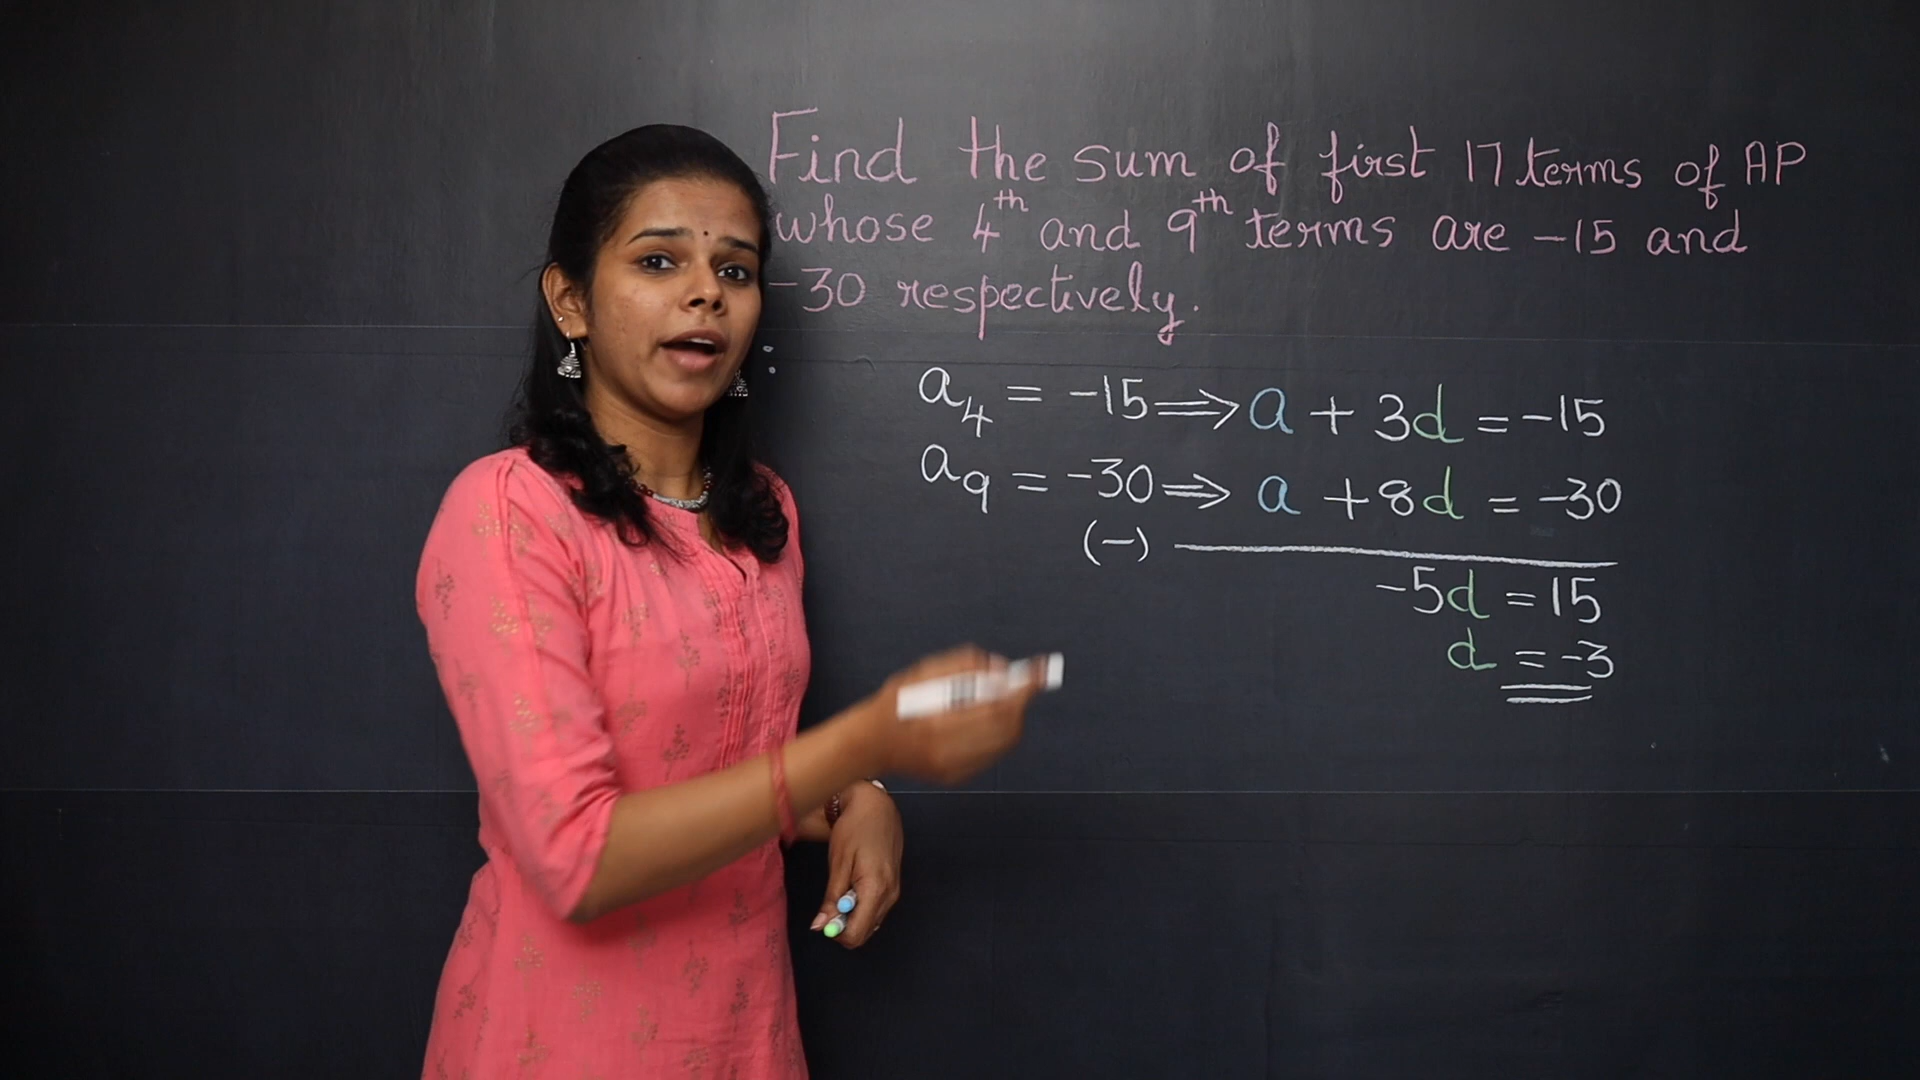 Find the sum of first 17 terms of AP
whose 4th and 9th terms are -15 and
-30 respectively.
:
a₄ = -15 ⟹ a + 3d = -15
a₉ = -30 ⟹ a + 8d = -30
(-)
-5d = 15
d = -3